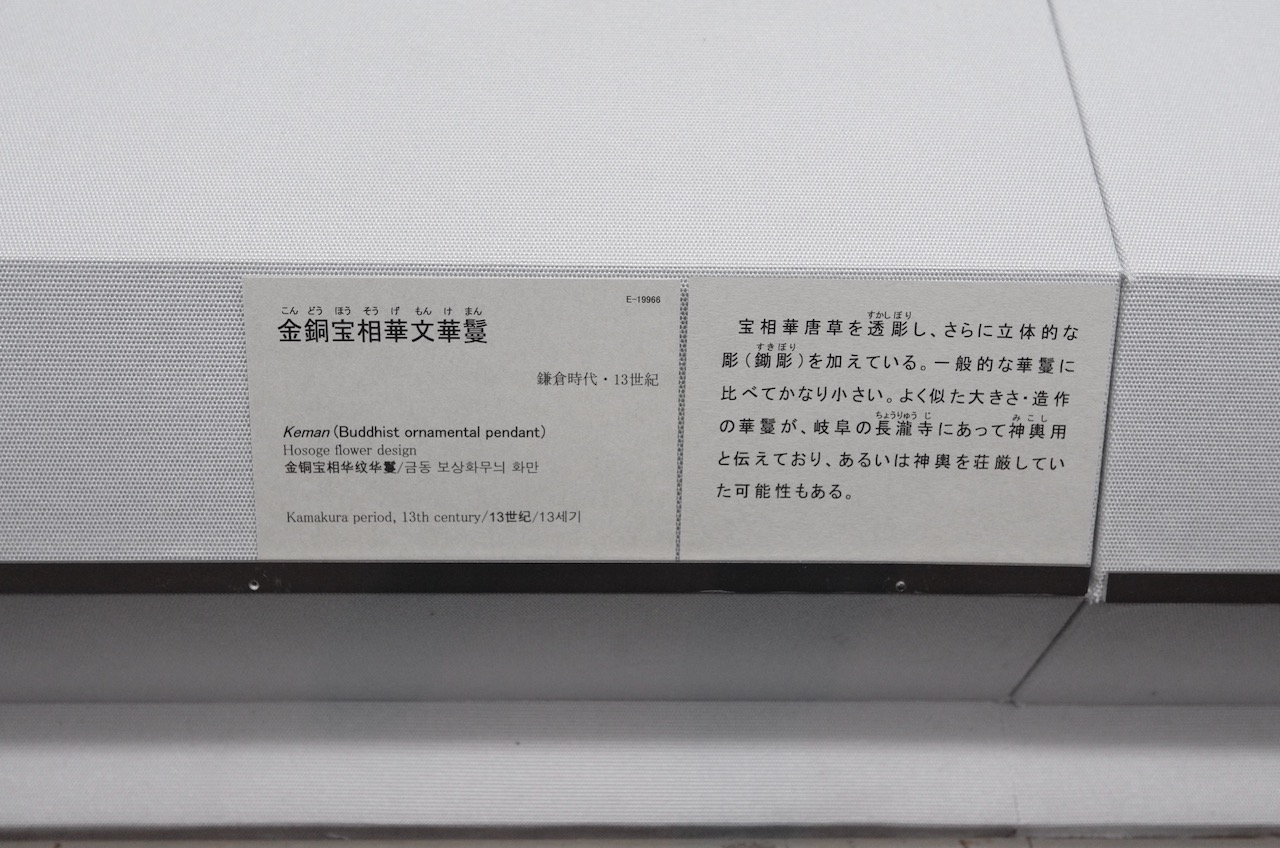 E-19966
こんどうほうそうげもんけまん
金銅宝相華文華鬘
鎌倉時代・13世紀
Keman (Buddhist ornamental pendant)
Hosoge flower design
金铜宝相华纹华鬘/금동 보상화무늬 화만
Kamakura period, 13th century/13世纪/13세기
すかしぼり
宝相華唐草を透彫し、さらに立体的な
すきぼり
彫(鋤彫)を加えている。一般的な華鬘に
比べてかなり小さい。よく似た大きさ・造作
ちょうりゅうじ みこし
の華鬘が、岐阜の長瀧寺にあって神輿用
と伝えており、あるいは神輿を荘厳してい
た可能性もある。